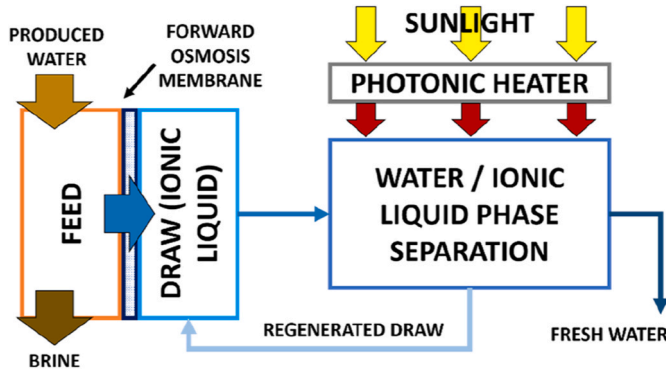 PRODUCED
WATER
FORWARD
OSMOSIS
MEMBRANE
SUNLIGHT
PHOTONIC HEATER
FEED
DRAW (IONIC
LIQUID)
WATER / IONIC
LIQUID PHASE
SEPARATION
REGENERATED DRAW
FRESH WATER
BRINE